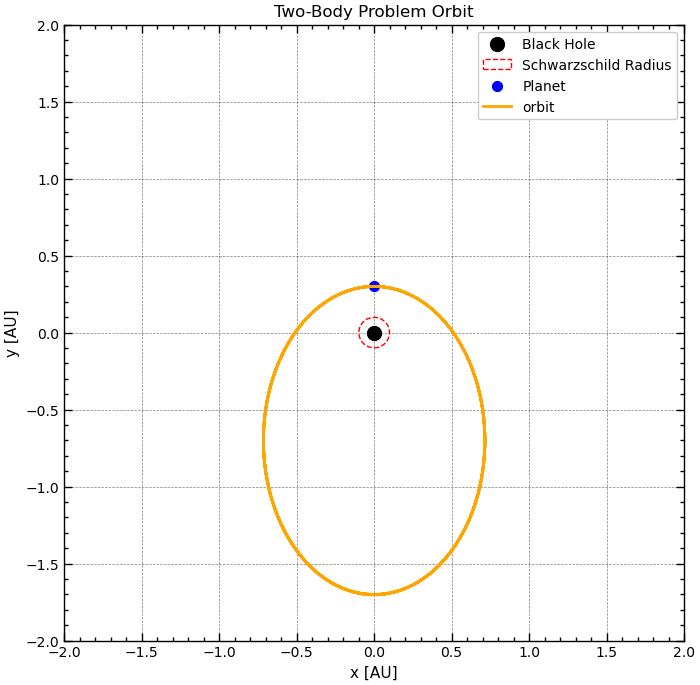 Two-Body Problem Orbit
Black Hole
Schwarzschild Radius
Planet
orbit
y [AU]
2.0
1.5
1.0
0.5
0.0
−0.5
−1.0
−1.5
−2.0
−2.0 −1.5 −1.0 −0.5 0.0 0.5 1.0 1.5 2.0
x [AU]